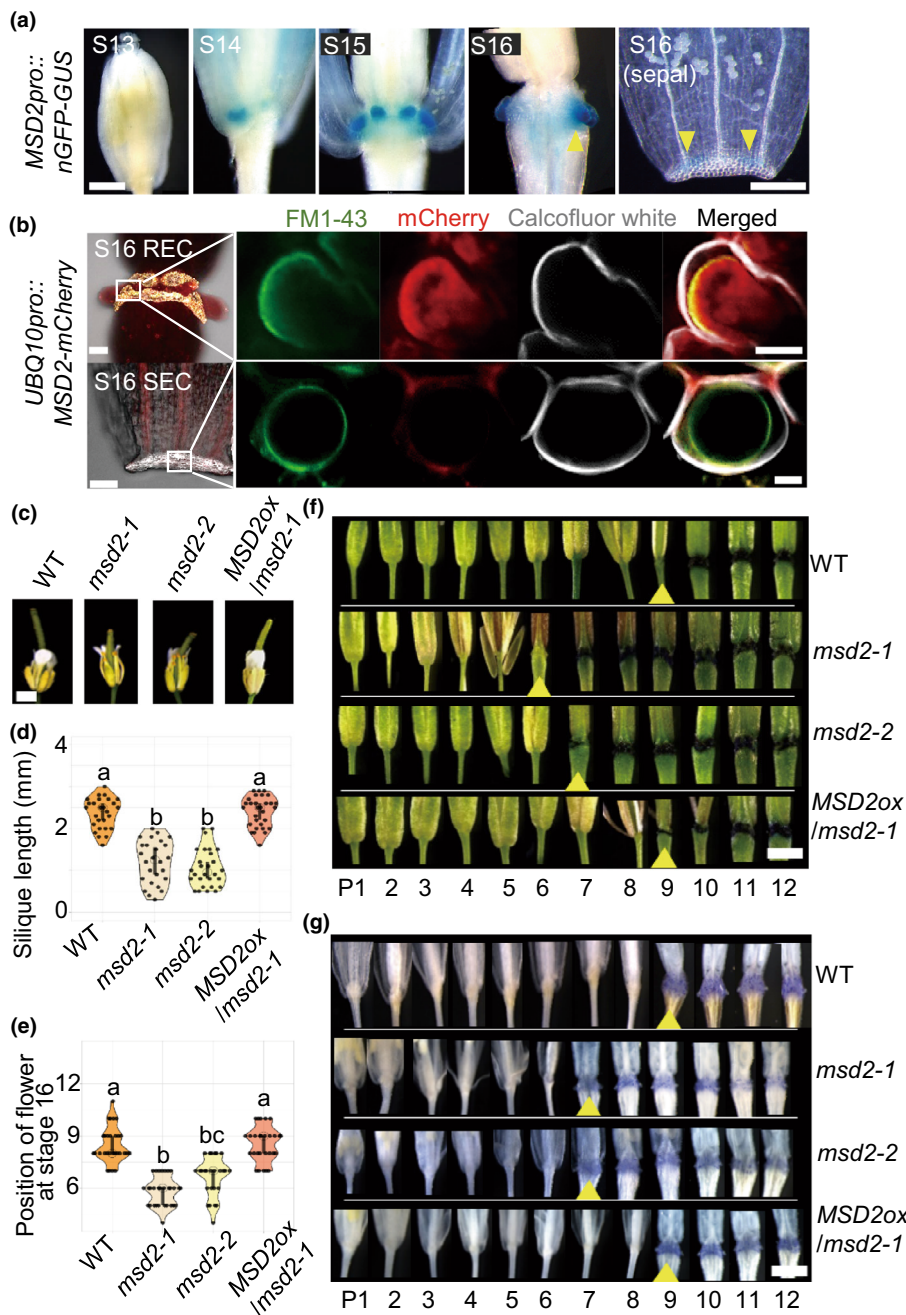 (a)
MSD2pro::
nGFP-GUS
S13
S14
S15
S16
S16
(sepal)
(b)
UBQ10pro::
MSD2-mCherry
FM1-43
mCherry
Calcofluor white
Merged
S16 REC
S16 SEC
(c)
WT
msd2-1
msd2-2
MSD2ox
/msd2-1
(d)
Silique length (mm)
4
2
0
a
b
b
a
WT
msd2-1
msd2-2
MSD2ox
/msd2-1
(e)
Position of flower
at stage 16
12
9
6
a
b
bc
a
WT
msd2-1
msd2-2
MSD2ox
/msd2-1
(f)
WT
msd2-1
msd2-2
MSD2ox
/msd2-1
P1 2 3 4 5 6 7 8 9 10 11 12
(g)
WT
msd2-1
msd2-2
MSD2ox
/msd2-1
P1 2 3 4 5 6 7 8 9 10 11 12